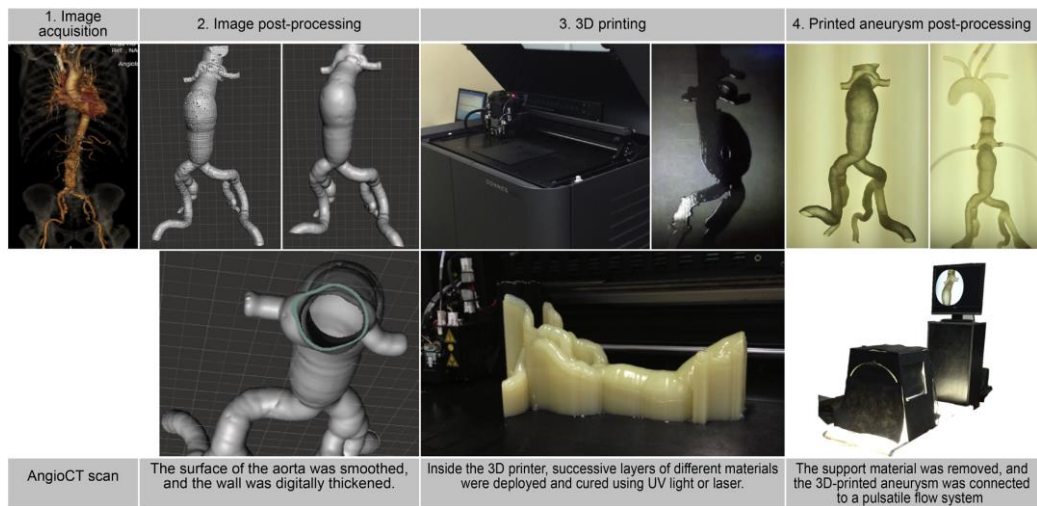 1. Image
acquisition
2. Image post-processing
3. 3D printing
4. Printed aneurysm post-processing
AngioCT scan
The surface of the aorta was smoothed,
and the wall was digitally thickened.
Inside the 3D printer, successive layers of different materials
were deployed and cured using UV light or laser.
The support material was removed, and
the 3D-printed aneurysm was connected
to a pulsatile flow system